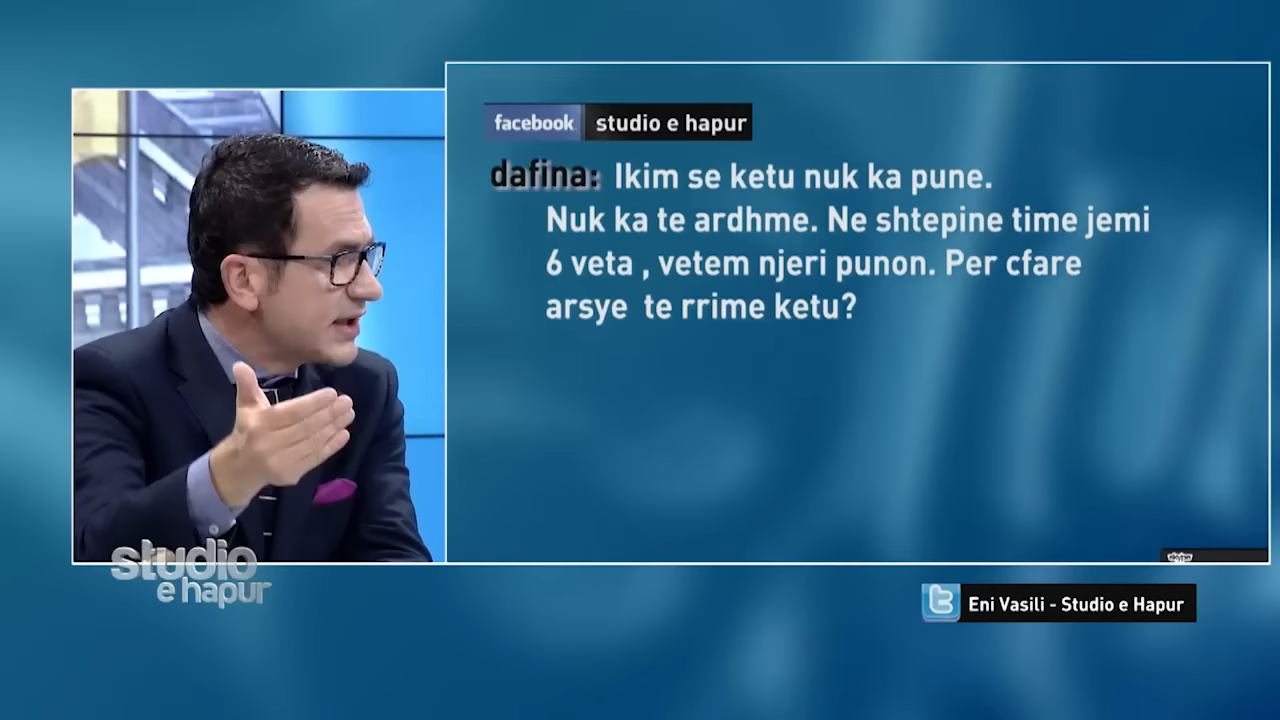 facebook studio e hapur
dafina: Ikim se ketu nuk ka pune.
Nuk ka te ardhme. Ne shtepine time jemi
6 veta , vetem njeri punon. Per cfare
arsye te rrime ketu?
studio
e hapur
Eni Vasili - Studio e Hapur